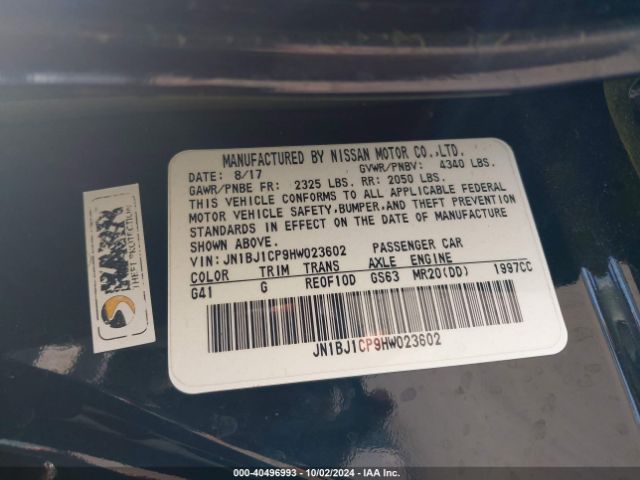 MANUFACTURED BY NISSAN MOTOR CO.,LTD.
DATE: 8/17 GVWR/PNBV: 4340 LBS.
GAWR/PNBE FR: 2325 LBS. RR: 2050 LBS.
THIS VEHICLE CONFORMS TO ALL APPLICABLE FEDERAL
MOTOR VEHICLE SAFETY,BUMPER,AND THEFT PREVENTION
STANDARDS IN EFFECT ON THE DATE OF MANUFACTURE
SHOWN ABOVE.
VIN: JN1BJ1CP9HW023602 PASSENGER CAR
COLOR TRIM TRANS AXLE ENGINE
G41 G RE0F10D GS63 MR20(DD) 1997CC
JN1BJ1CP9HW023602
THEFT PROTECTION
000-40496993 | 10/02/2024 - IAA Inc.